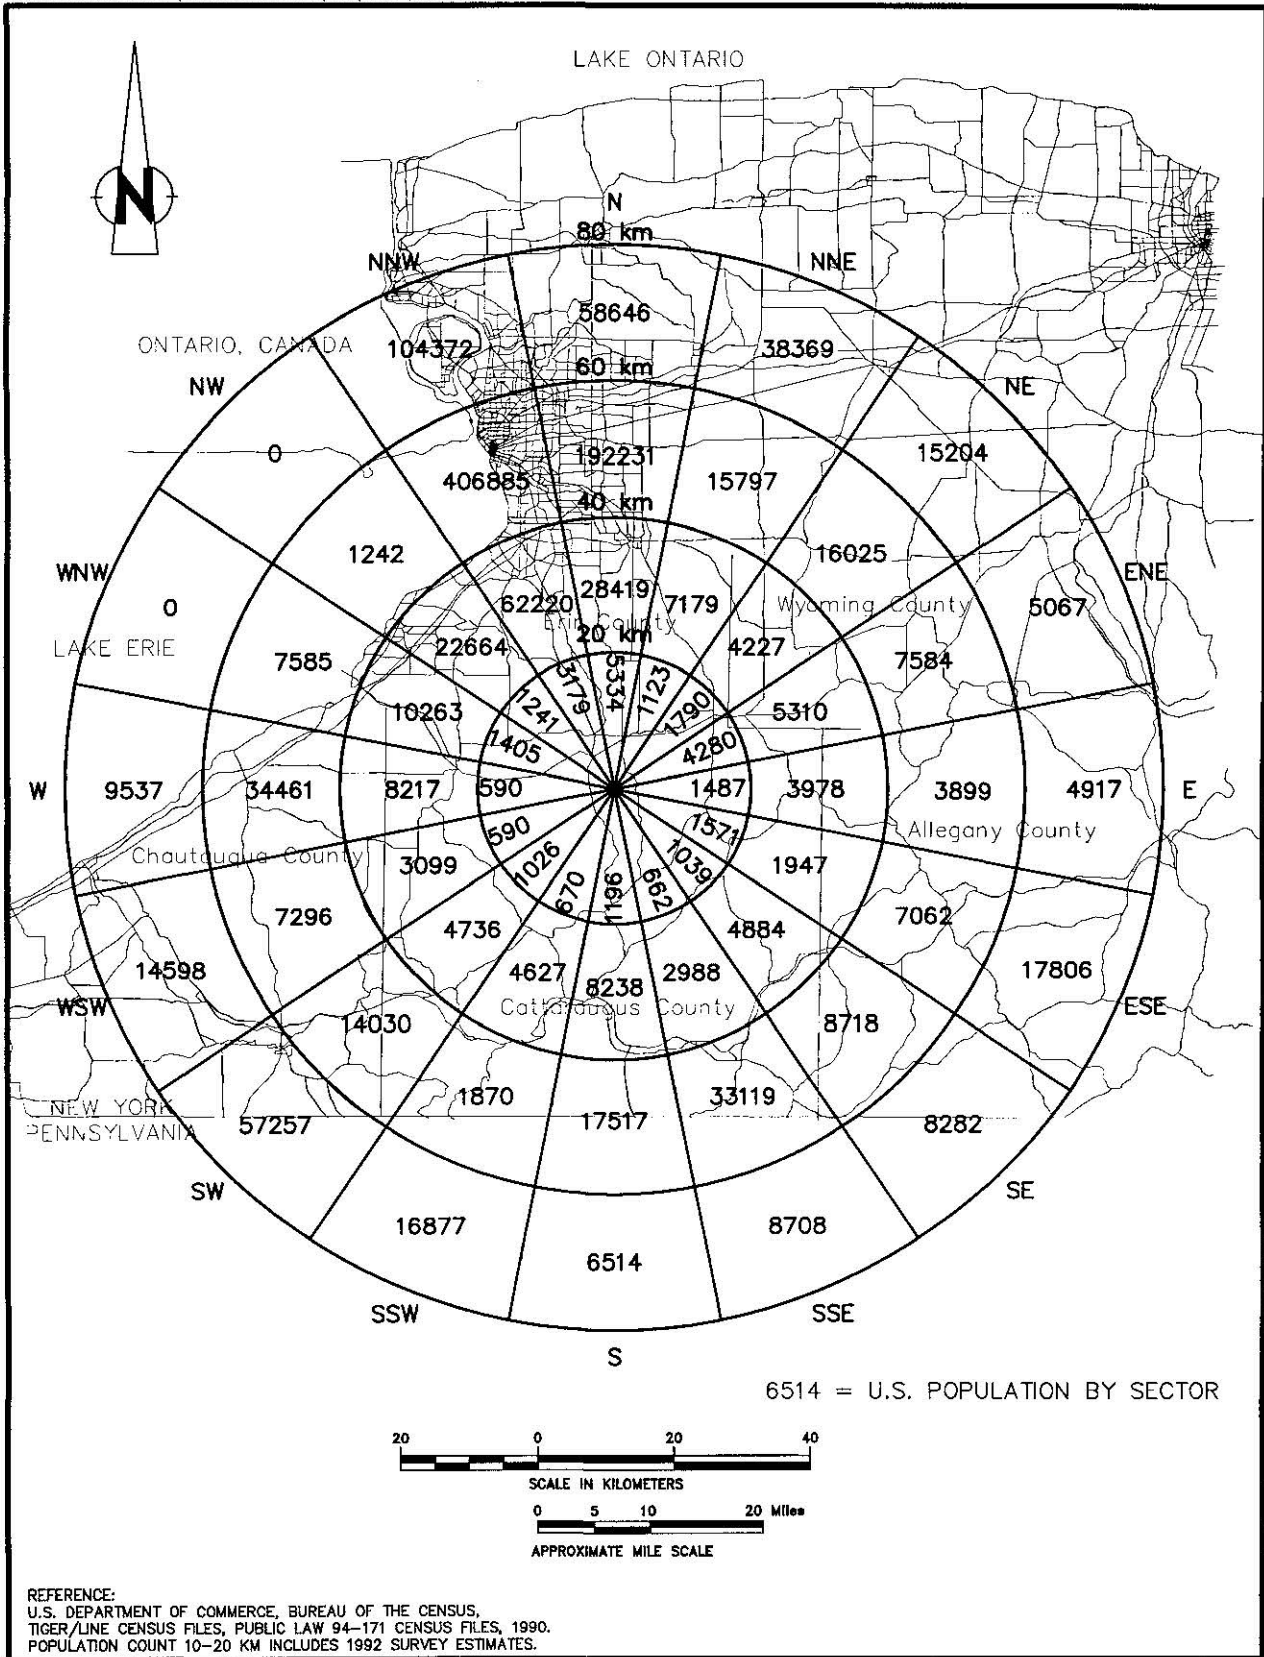 LAKE ONTARIO
N
N
80 km
NNW
NNE
58646
ONTARIO, CANADA
104372
38369
60 km
NW
NE
0
192231
15204
406885
15797
40 km
1242
16025
WNW
ENE
28419
0
62220
7179
Wyoming County
5067
Erie County
20 km
LAKE ERIE
22664
4227
7585
7584
3179
5334
1123
1241
1790
10263
5310
1405
4280
W
9537
34461
8217
590
1487
3978
3899
4917
E
590
1571
Allegany County
Chautauqua County
3099
1026
1039
1947
670
1196
662
7296
7062
4736
4884
14598
4627
2988
17806
8238
WSW
Cattaraugus County
ESE
14030
8718
1870
33119
NEW YORK
17517
PENNSYLVANIA
57257
8282
SW
SE
16877
8708
6514
SSW
SSE
S
6514 = U.S. POPULATION BY SECTOR
20 0 20 40
SCALE IN KILOMETERS
0 5 10 20 Miles
APPROXIMATE MILE SCALE
REFERENCE:
U.S. DEPARTMENT OF COMMERCE, BUREAU OF THE CENSUS,
TIGER/LINE CENSUS FILES, PUBLIC LAW 94-171 CENSUS FILES, 1990.
POPULATION COUNT 10-20 KM INCLUDES 1992 SURVEY ESTIMATES.